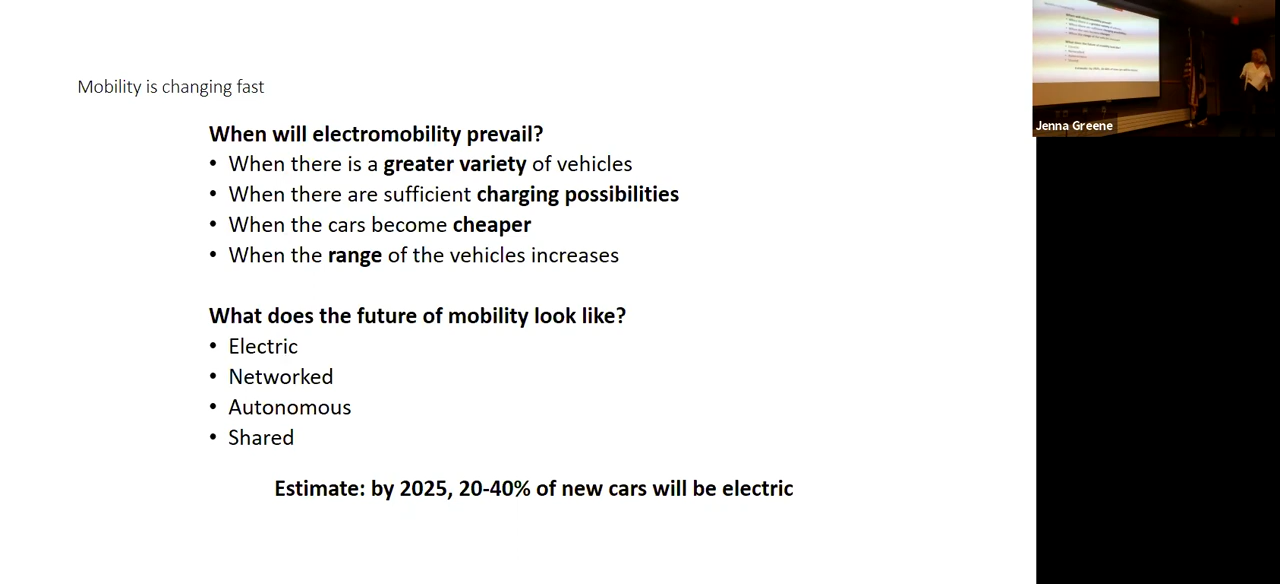 Mobility is changing fast
When will electromobility prevail?
• When there is a greater variety of vehicles
• When there are sufficient charging possibilities
• When the cars become cheaper
• When the range of the vehicles increases
What does the future of mobility look like?
• Electric
• Networked
• Autonomous
• Shared
Estimate: by 2025, 20-40% of new cars will be electric
Jenna Greene